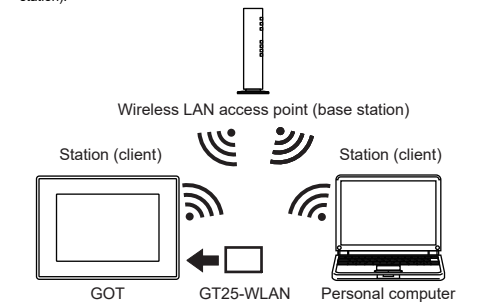 station).
Wireless LAN access point (base station)
Station (client)
Station (client)
GOT
GT25-WLAN
Personal computer